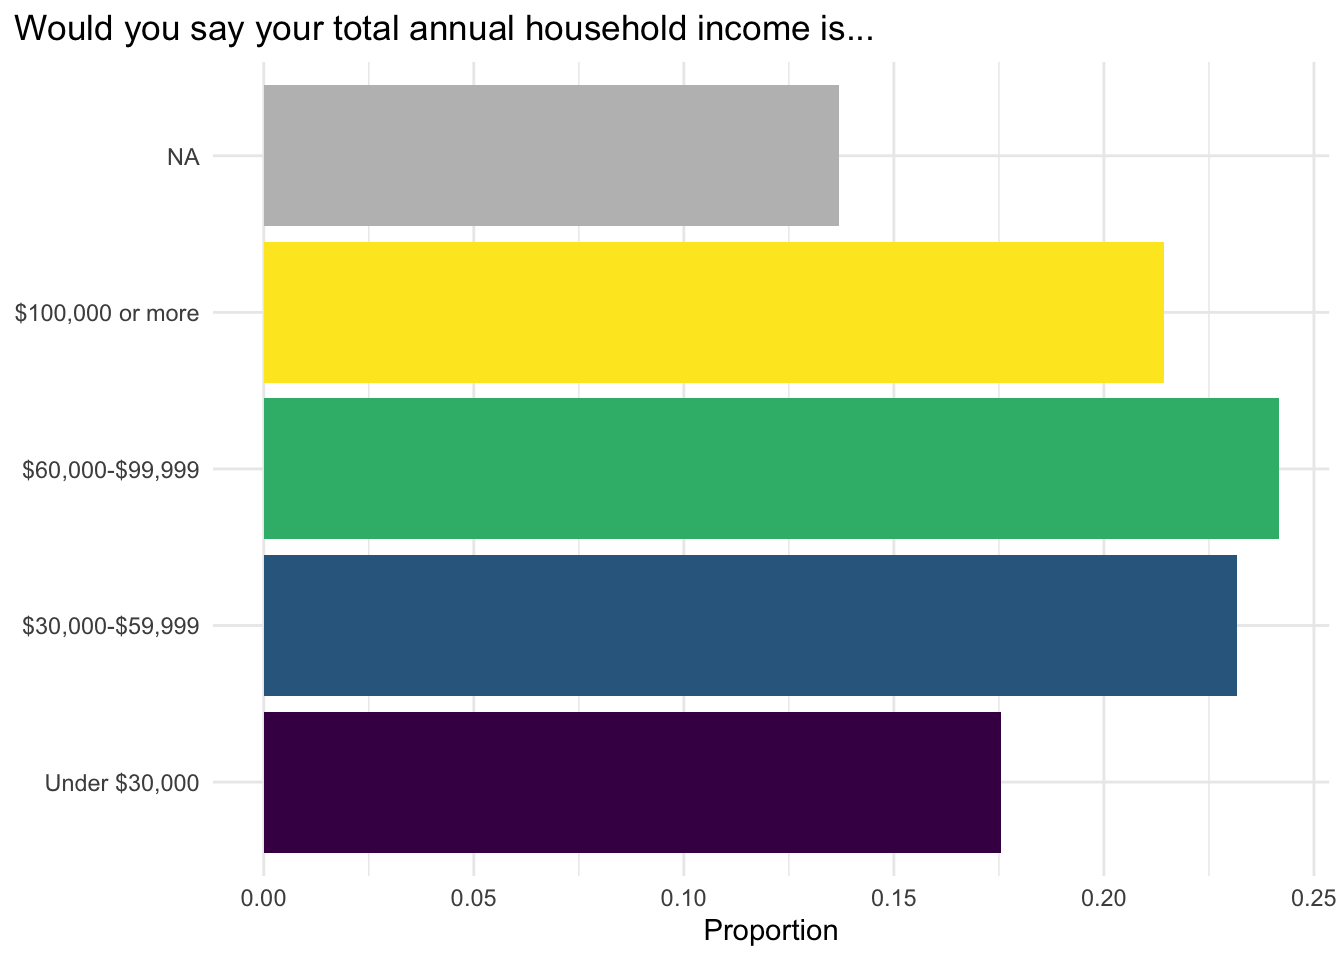 Would you say your total annual household income is...
NA
$100,000 or more
$60,000-$99,999
$30,000-$59,999
Under $30,000
0.00 0.05 0.10 0.15 0.20 0.25
Proportion